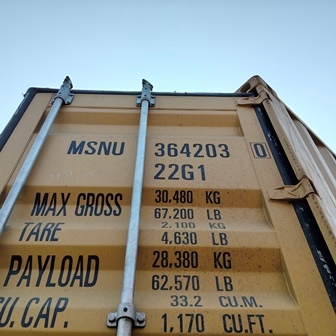 MSNU 364203 0
22G1
MAX GROSS 30,480 KG
67,200 LB
TARE 2.100 KG
4,630 LB
PAYLOAD 28,380 KG
62,570 LB
CU. CAP. 33.2 CU.M.
1,170 CU.FT.